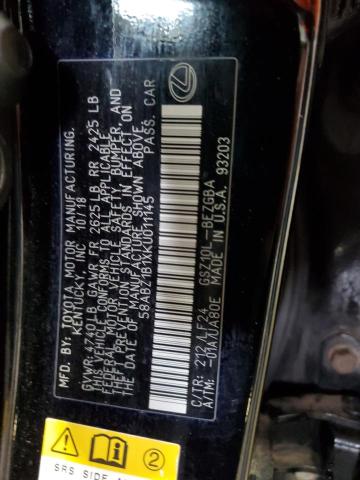 MFD. BY: TOYOTA MOTOR MANUFACTURING,
KENTUCKY, INC. 10/18
GVWR 4740 LB GAWR FR 2625 LB RR 2425 LB
THIS VEHICLE CONFORMS TO ALL APPLICABLE
FEDERAL MOTOR VEHICLE SAFETY BUMPER, AND
THEFT PREVENTION STANDARDS IN EFFECT ON
THE DATE OF MANUFACTURE SHOWN ABOVE.
58ABZ1B1XKU011145 PASS. CAR
C/TR: 212/LF24 GSZ10L-BEZGBA
A/TM: -01A/UA80E MADE IN U.S.A. 93203
2
SRS SIDE